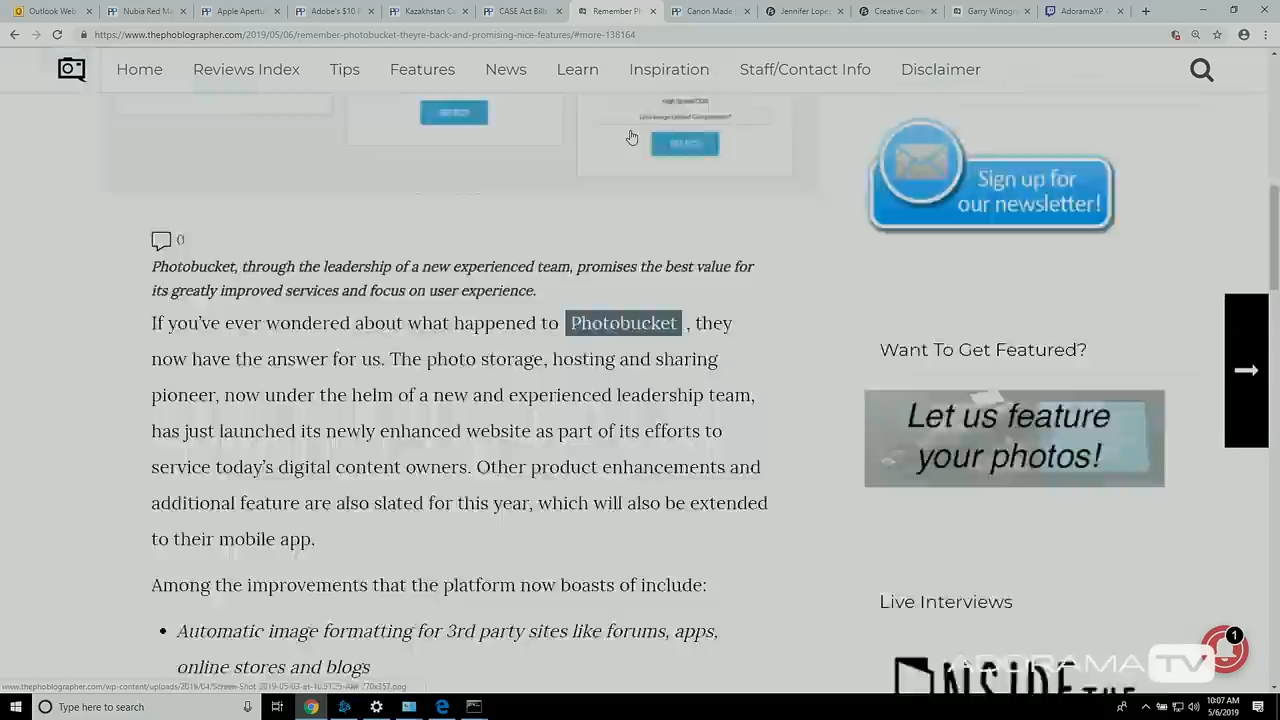 Outlook Web
Nubia Red Ma
Apple Apertu
Adobe's $10 P
Kazakhstan Ca
CASE Act Bills
Remember Ph
Canon Made
Jennifer Lope
Creative Com
Garry Winogr
AdoramaXP -
https://www.thephoblographer.com/2019/05/06/remember-photobucket-theyre-back-and-promising-nice-features/#more-138164
Home Reviews Index Tips Features News Learn Inspiration Staff/Contact Info Disclaimer
Sign up for
our newsletter!
0
Photobucket, through the leadership of a new experienced team, promises the best value for
its greatly improved services and focus on user experience.
If you've ever wondered about what happened to Photobucket , they
now have the answer for us. The photo storage, hosting and sharing
pioneer, now under the helm of a new and experienced leadership team,
has just launched its newly enhanced website as part of its efforts to
service today's digital content owners. Other product enhancements and
additional feature are also slated for this year, which will also be extended
to their mobile app.
Among the improvements that the platform now boasts of include:
• Automatic image formatting for 3rd party sites like forums, apps,
online stores and blogs
Want To Get Featured?
Let us feature
your photos!
Live Interviews
INSIDE THE
1
ADORAMA TV
Type here to search
10:07 AM
5/6/2019